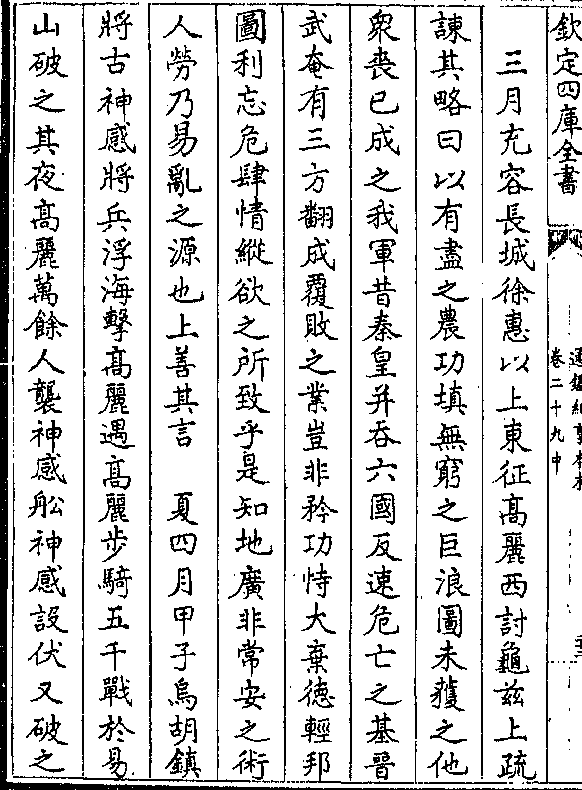 欽定四庫全書
通鑑紀事本末
卷二十九中
三月充容長城徐惠以上東征高麗西討龜茲上疏
諫其略曰以有盡之農功填無窮之巨浪圖未獲之他
衆喪已成之我軍昔秦皇并吞六國反速危亡之基晉
武奄有三方翻成覆敗之業豈非矜功恃大棄德輕邦
圖利忘危肆情縱欲之所致乎是知地廣非常安之術
人勞乃易亂之源也上善其言　夏四月甲子烏胡鎮
將古神感將兵浮海擊高麗遇高麗步騎五千戰於易
山破之其夜高麗萬餘人襲神感舩神感設伏又破之